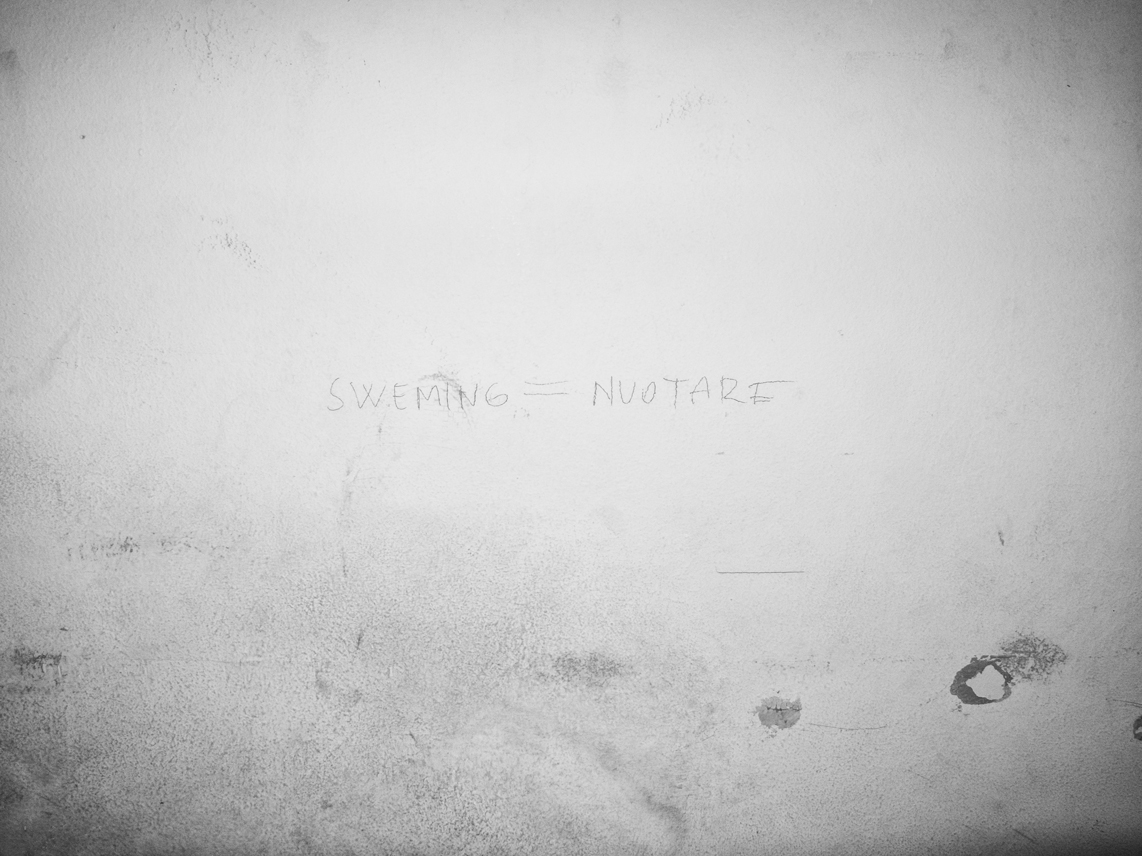 SWEMING = NUOTARE